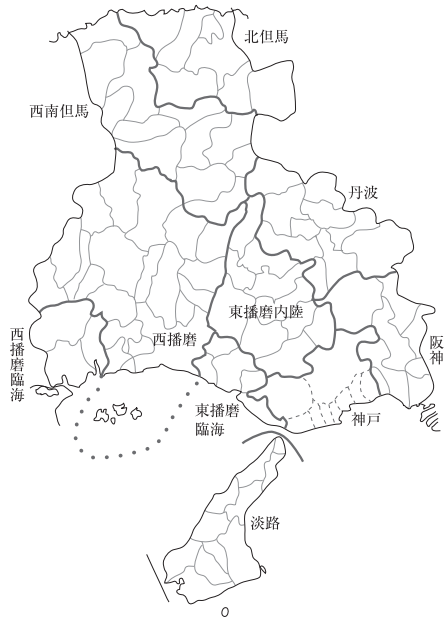 北但馬
西南但馬
丹波
東播磨内陸
西播磨
西播磨臨海
阪神
東播磨
臨海
神戸
淡路